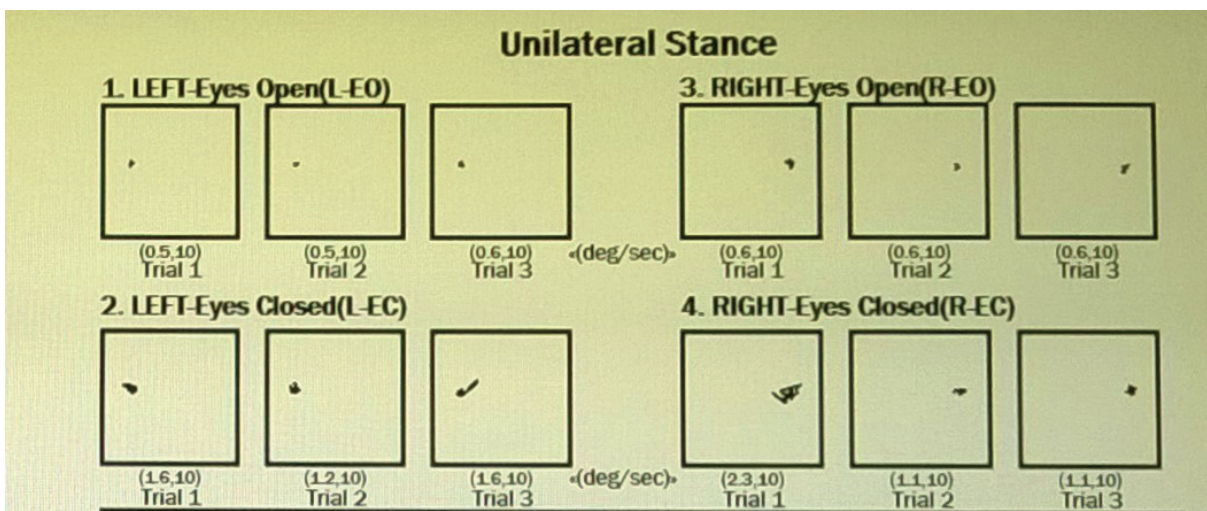 Unilateral Stance
1. LEFT-Eyes Open(L-EO)
(0.5,10)
Trial 1
(0.5,10)
Trial 2
(0.6,10)
Trial 3
«(deg/sec)»
3. RIGHT-Eyes Open(R-EO)
(0.6,10)
Trial 1
(0.6,10)
Trial 2
(0.6,10)
Trial 3
2. LEFT-Eyes Closed(L-EC)
(1.6,10)
Trial 1
(1.2,10)
Trial 2
(1.6,10)
Trial 3
«(deg/sec)»
4. RIGHT-Eyes Closed(R-EC)
(2.3,10)
Trial 1
(1.1,10)
Trial 2
(1.1,10)
Trial 3